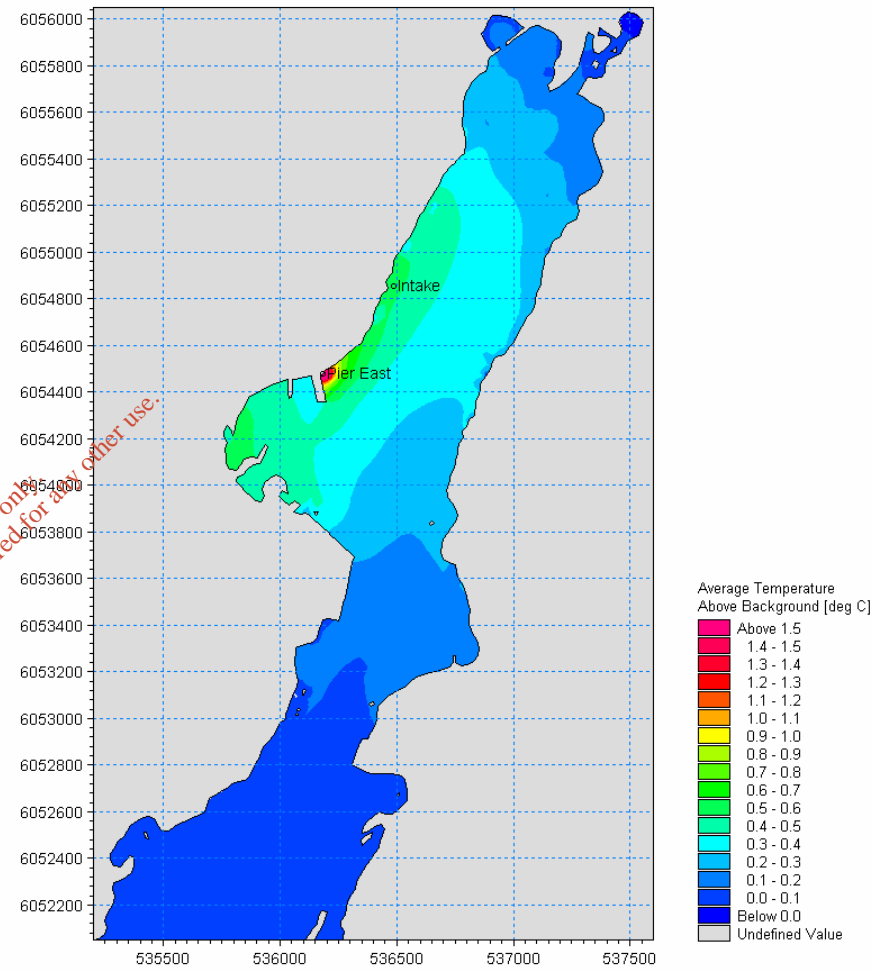 6056000
6055800
6055600
6055400
6055200
6055000
6054800
6054600
6054400
6054200
6054000
6053800
6053600
6053400
6053200
6053000
6052800
6052600
6052400
6052200
535500
536000
536500
537000
537500
Intake
Pier East
only.
for any other use.
Average Temperature
Above Background [deg C]
Above 1.5
1.4 - 1.5
1.3 - 1.4
1.2 - 1.3
1.1 - 1.2
1.0 - 1.1
0.9 - 1.0
0.8 - 0.9
0.7 - 0.8
0.6 - 0.7
0.5 - 0.6
0.4 - 0.5
0.3 - 0.4
0.2 - 0.3
0.1 - 0.2
0.0 - 0.1
Below 0.0
Undefined Value